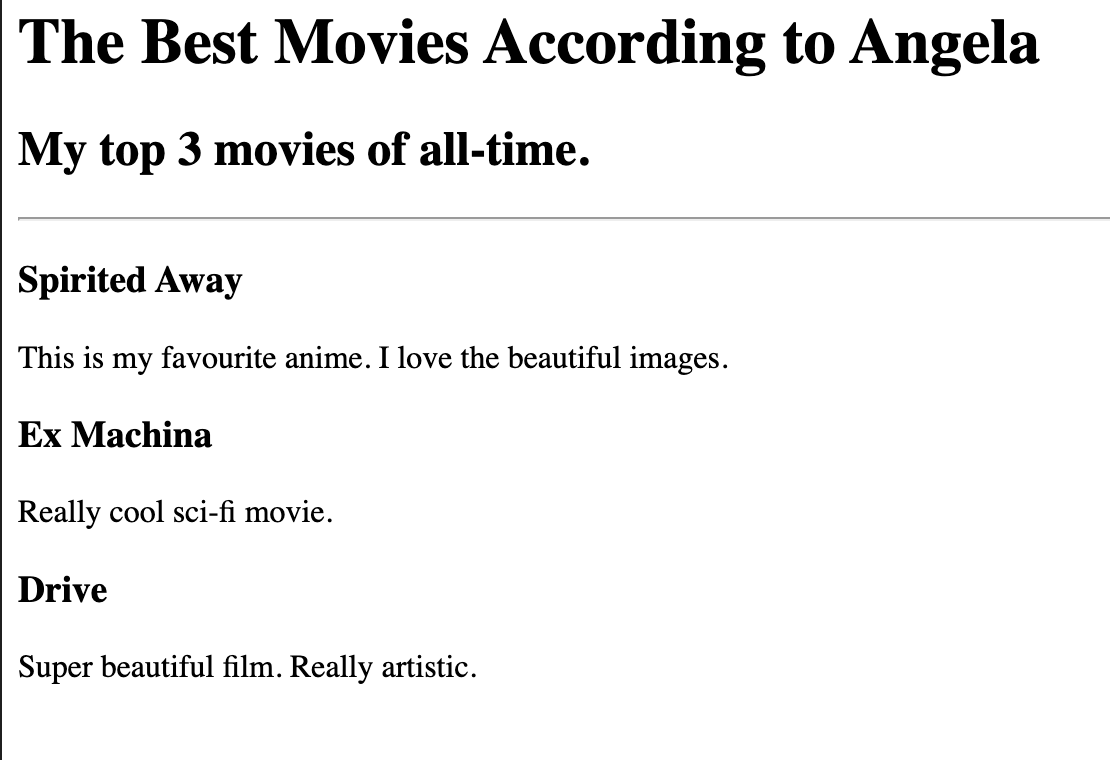 The Best Movies According to Angela
My top 3 movies of all-time.
Spirited Away
This is my favourite anime. I love the beautiful images.
Ex Machina
Really cool sci-fi movie.
Drive
Super beautiful film. Really artistic.